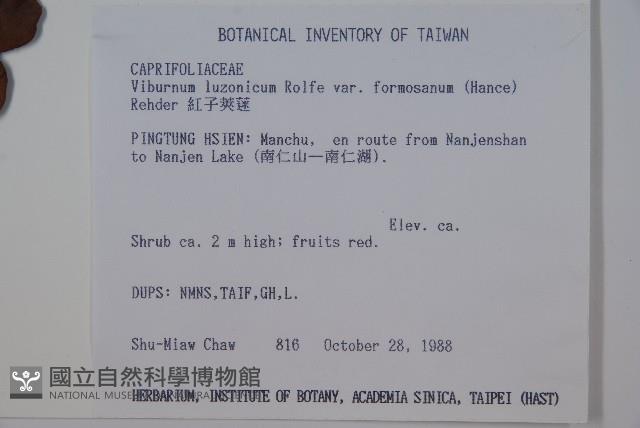 BOTANICAL INVENTORY OF TAIWAN
CAPRIFOLIACEAE
Viburnum luzonicum Rolfe var. formosanum (Hance)
Rehder 紅子莢蓬
PINGTUNG HSIEN: Manchu, en route from Nanjenshan
to Nanjen Lake (南仁山—南仁湖).
Elev. ca.
Shrub ca. 2 m high; fruits red.
DUPS: NMNS,TAIF,GH,L.
Shu-Miaw Chaw 816 October 28, 1988
國立自然科學博物館
NATIONAL MUSEUM
HERBARIUM, INSTITUTE OF BOTANY, ACADEMIA SINICA, TAIPEI (HAST)